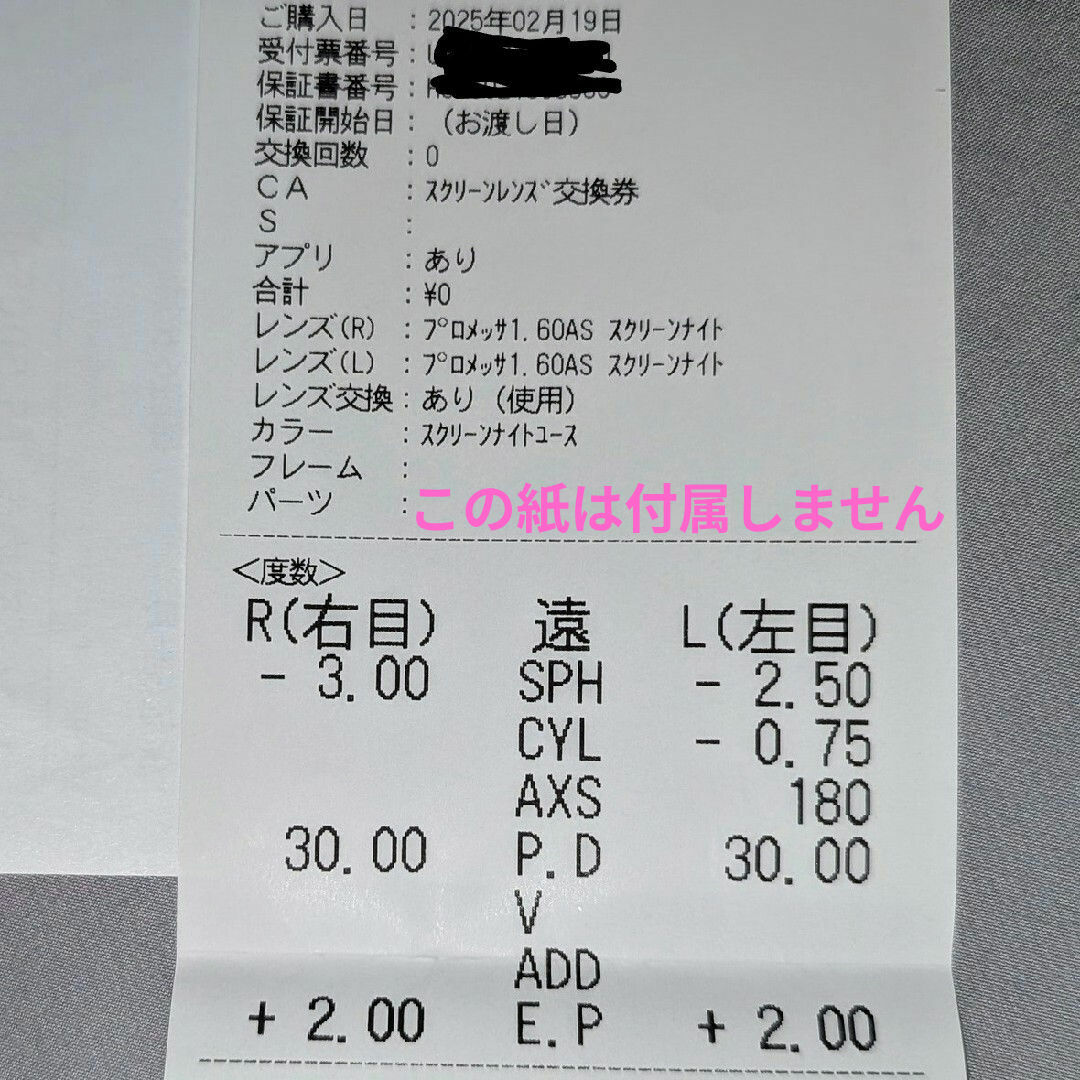 ご購入日 : 2025年02月19日
受付票番号 :
保証書番号 :
保証開始日 : (お渡し日)
交換回数 : 0
CA : ｽｸﾘｰﾝﾚﾝｽﾞ交換券
S :
アプリ : あり
合計 : ¥0
レンズ(R) : ﾌﾟﾛﾒｯｻ1.60AS ｽｸﾘｰﾝﾅｲﾄ
レンズ(L) : ﾌﾟﾛﾒｯｻ1.60AS ｽｸﾘｰﾝﾅｲﾄ
レンズ交換 : あり (使用)
カラー : ｽｸﾘｰﾝﾅｲﾄﾕｰｽ
フレーム :
パーツ :
この紙は付属しません
<度数>
R(右目) 遠 L(左目)
- 3.00 SPH - 2.50
CYL - 0.75
AXS 180
30.00 P.D 30.00
V
ADD
+ 2.00 E.P + 2.00